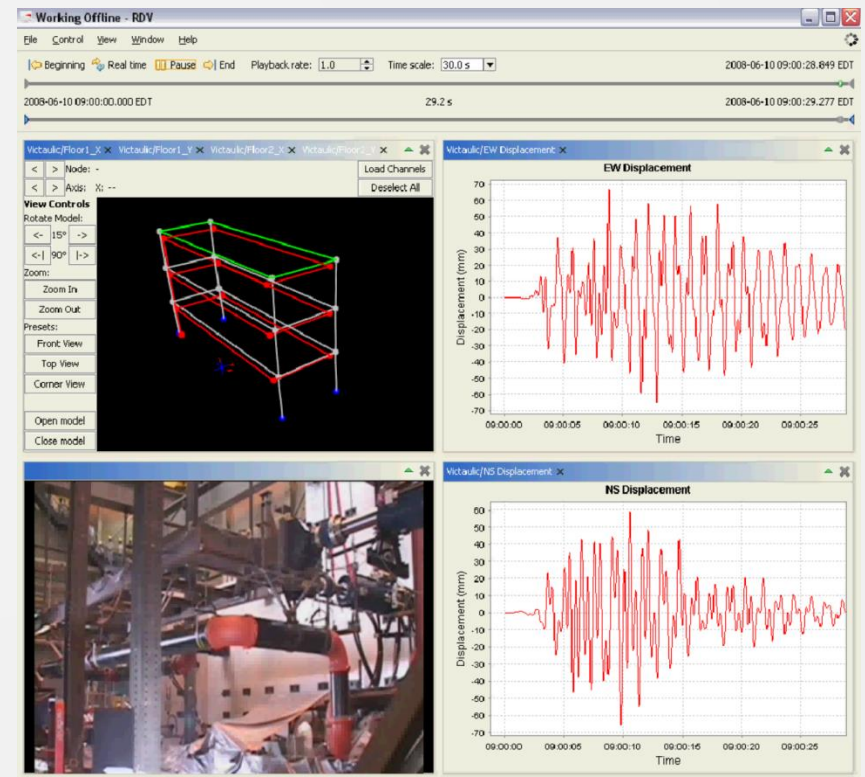 Working Offline - RDV
File Control View Window Help
Beginning Real time Pause End Playback rate: 1.0 Time scale: 30.0 s 2008-06-10 09:00:28.849 EDT
2008-06-10 09:00:00.000 EDT 29.2 s 2008-06-10 09:00:29.277 EDT
Victaulic/Floor1_X Victaulic/Floor1_Y Victaulic/Floor2_X Victaulic/Floor2_Y
< > Node: - Load Channels
< > Axis: X: -- Deselect All
View Controls
Rotate Model:
<- 15° ->
<-| 90° |->
Zoom:
Zoom In
Zoom Out
Presets:
Front View
Top View
Corner View
Open model
Close model
Victaulic/EW Displacement
EW Displacement
Displacement (mm)
70
60
50
40
30
20
10
0
-10
-20
-30
-40
-50
-60
-70
09:00:00 09:00:05 09:00:10 09:00:15 09:00:20 09:00:25
Time
Victaulic/NS Displacement
NS Displacement
Displacement (mm)
60
50
40
30
20
10
0
-10
-20
-30
-40
-50
-60
-70
09:00:00 09:00:05 09:00:10 09:00:15 09:00:20 09:00:25
Time